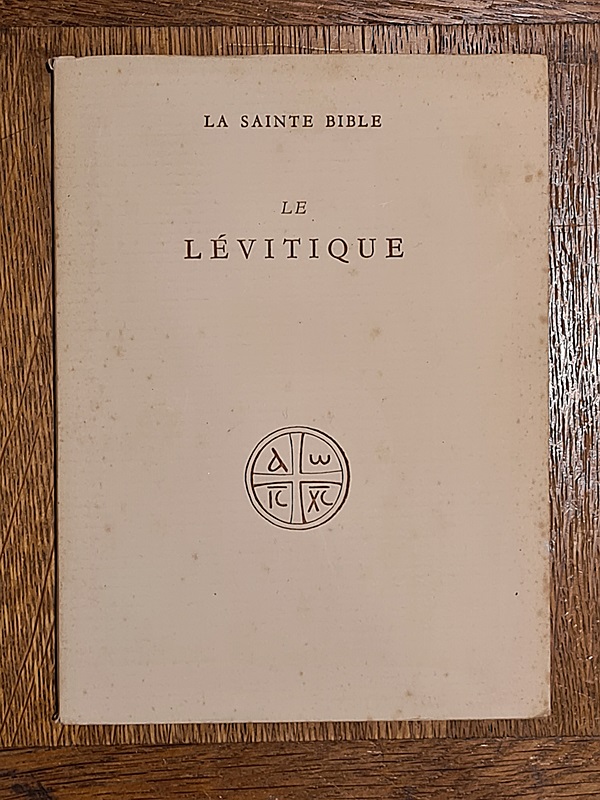 LA SAINTE BIBLE
LE
LÉVITIQUE
α ω
IC XC